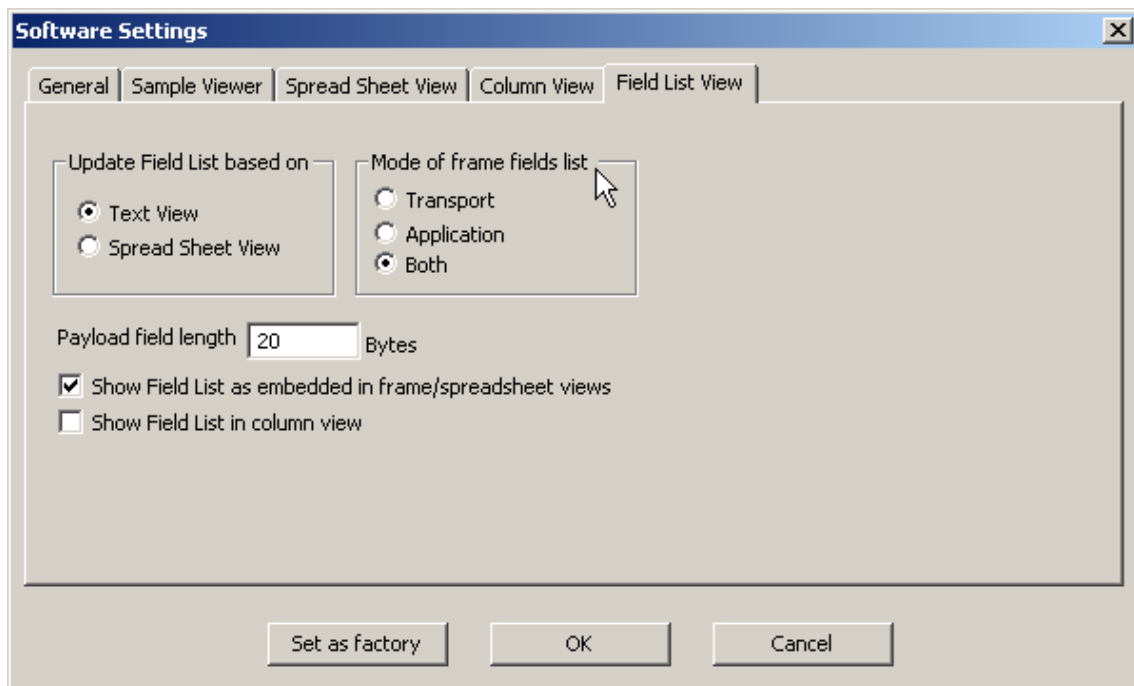 Software Settings
General Sample Viewer Spread Sheet View Column View Field List View
Update Field List based on
Text View
Spread Sheet View
Mode of frame fields list
Transport
Application
Both
Payload field length 20 Bytes
Show Field List as embedded in frame/spreadsheet views
Show Field List in column view
Set as factory OK Cancel